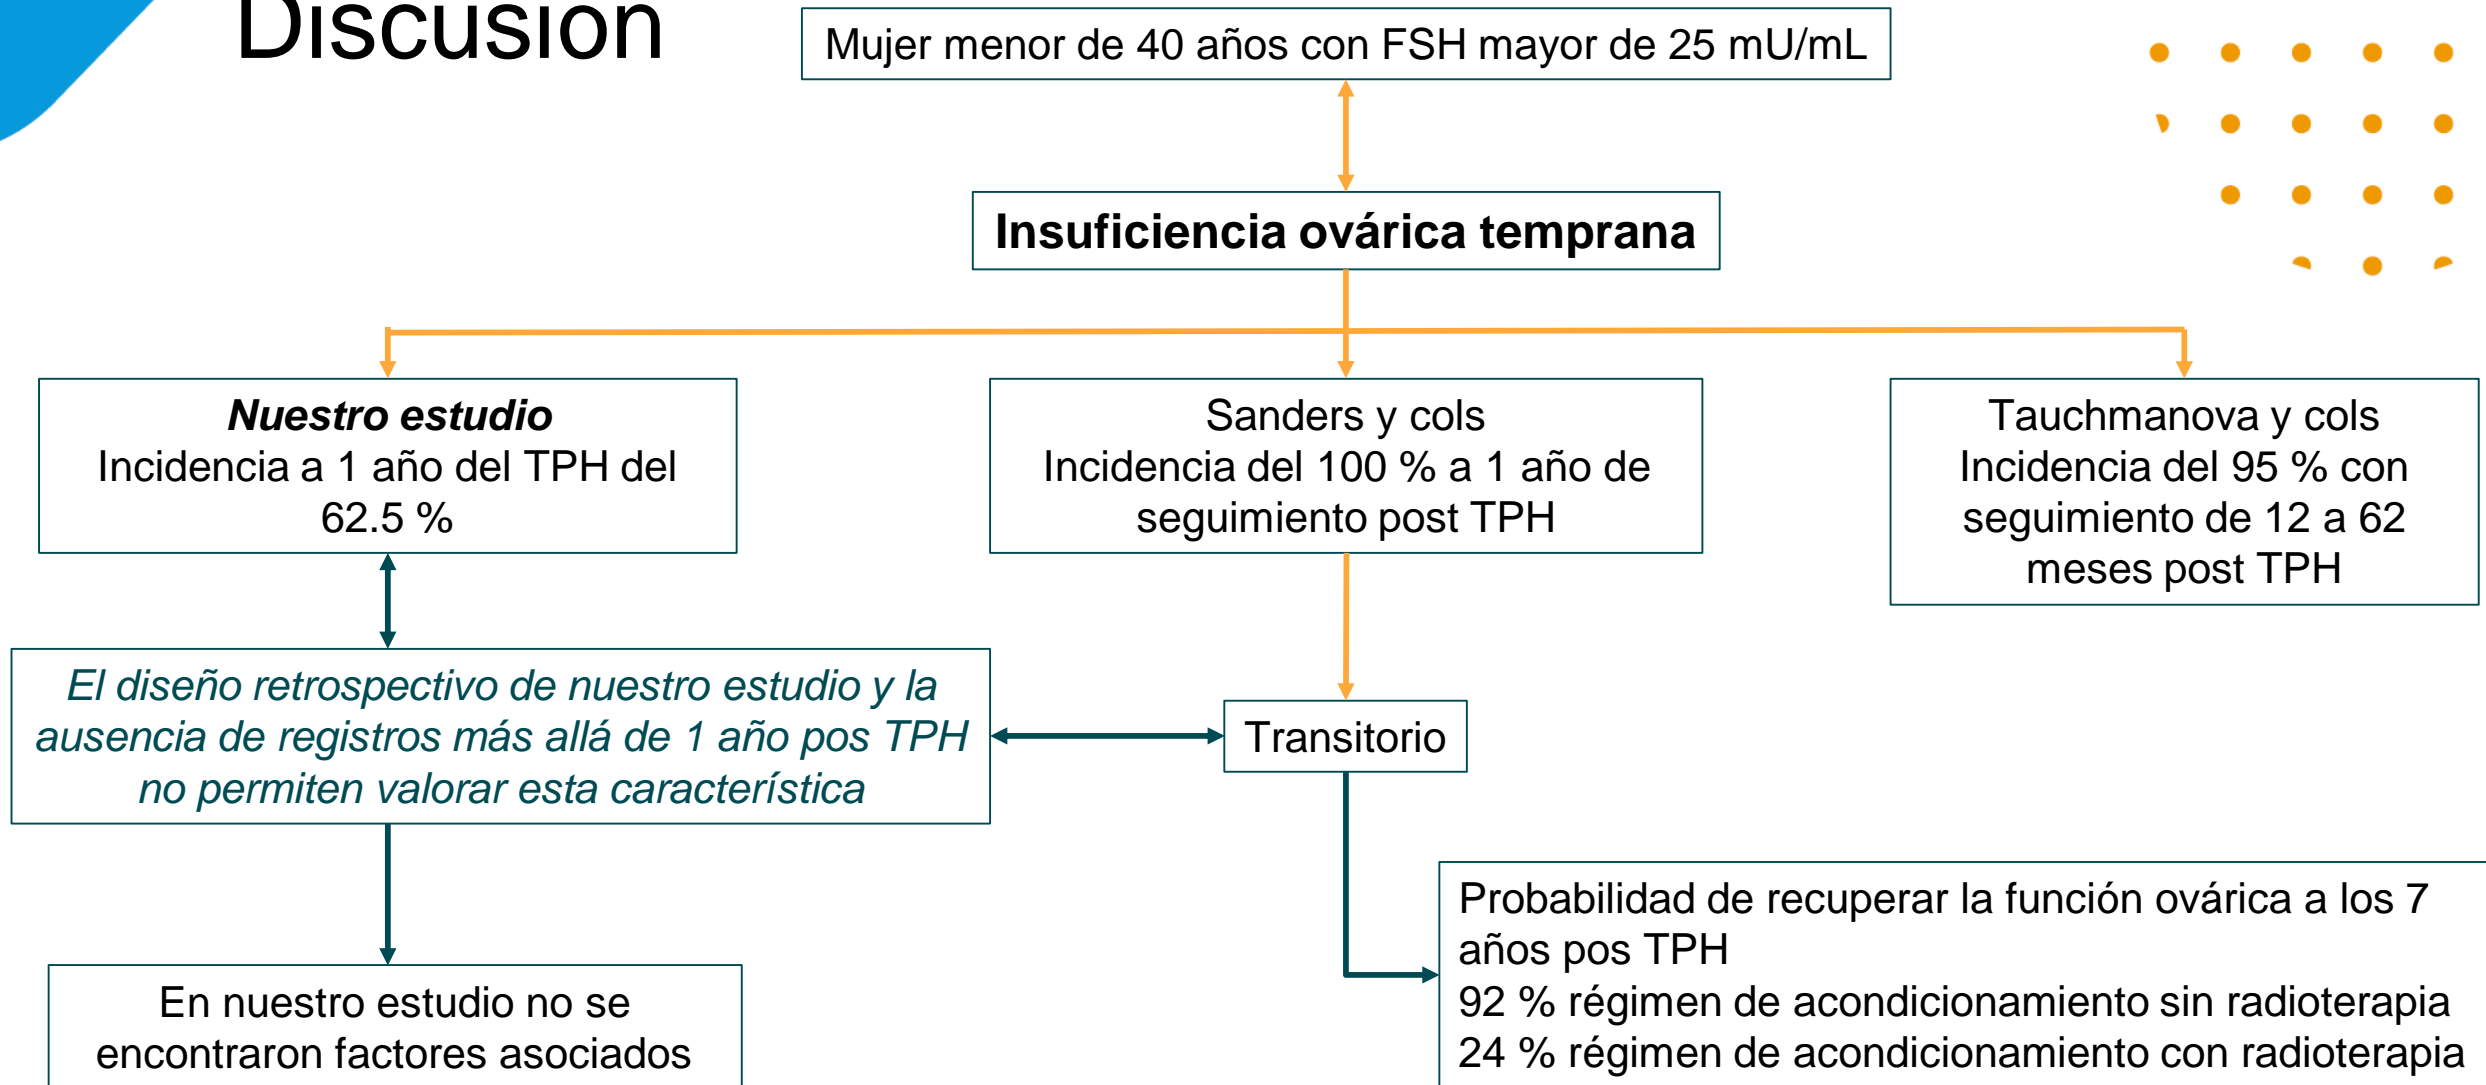 Discusión
Mujer menor de 40 años con FSH mayor de 25 mU/mL
Insuficiencia ovárica temprana
Nuestro estudio
Incidencia a 1 año del TPH del
62.5 %
Sanders y cols
Incidencia del 100 % a 1 año de
seguimiento post TPH
Tauchmanova y cols
Incidencia del 95 % con
seguimiento de 12 a 62
meses post TPH
El diseño retrospectivo de nuestro estudio y la
ausencia de registros más allá de 1 año pos TPH
no permiten valorar esta característica
Transitorio
En nuestro estudio no se
encontraron factores asociados
Probabilidad de recuperar la función ovárica a los 7
años pos TPH
92 % régimen de acondicionamiento sin radioterapia
24 % régimen de acondicionamiento con radioterapia